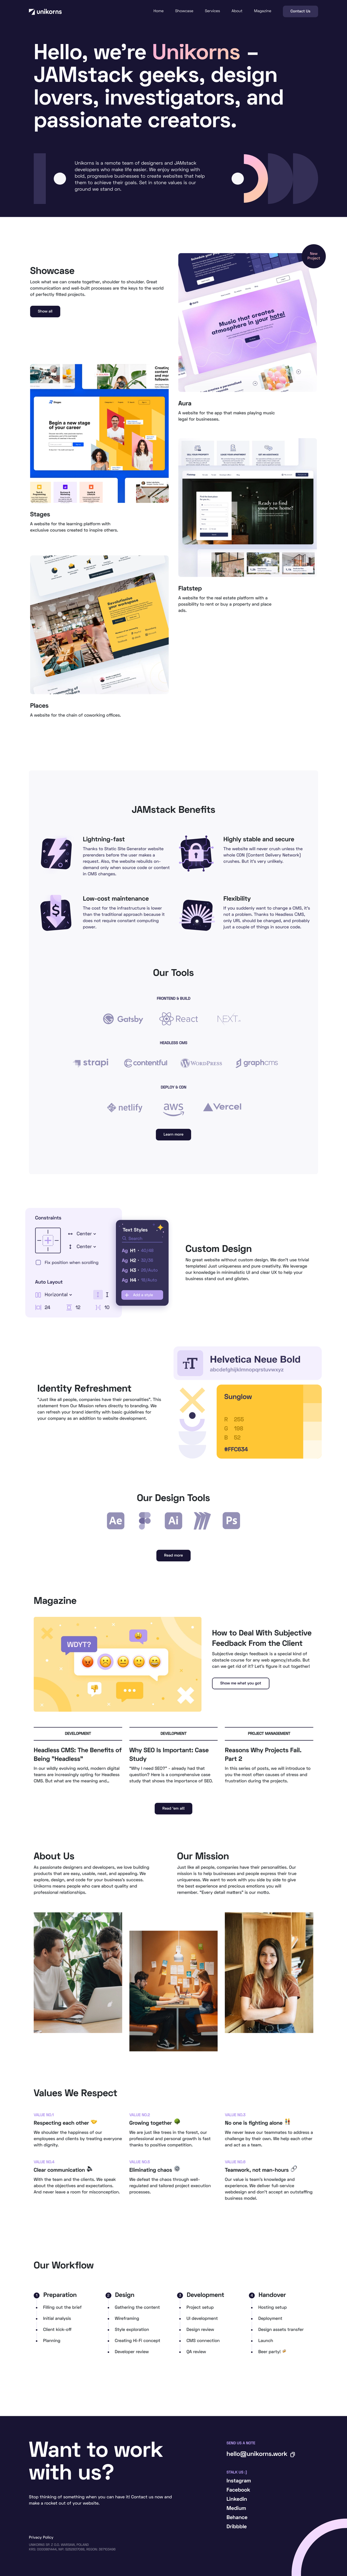 unikorns
Home
Showcase
Services
About
Magazine
Contact Us
Hello, we're Unikorns –
JAMstack geeks, design
lovers, investigators, and
passionate creators.
Unikorns is a remote team of designers and JAMstack
developers who make life easier. We enjoy working with
bold, progressive businesses to create websites that help
them to achieve their goals. Set in stone values is our
ground we stand on.
Showcase
Look what we can create together, shoulder to shoulder. Great
communication and well-built processes are the keys to the world
of perfectly fitted projects.
Show all
New
Project
Music that creates
atmosphere in your hotel
Aura
A website for the app that makes playing music
legal for businesses.
Begin a new stage
of your career
Stages
A website for the learning platform with
exclusive courses created to inspire others.
Ready to find
your new home?
Flatstep
A website for the real estate platform with a
possibility to rent or buy a property and place
ads.
Revolutionise
your workspace
Places
A website for the chain of coworking offices.
JAMstack Benefits
Lightning-fast
Thanks to Static Site Generator website
prerenders before the user makes a
request. Also, the website rebuilds on-
demand only when source code or content
in CMS changes.
Highly stable and secure
The website will never crush unless the
whole CDN (Content Delivery Network)
crushes. But it's very unlikely.
Low-cost maintenance
The cost for the infrastructure is lower
than the traditional approach because it
does not require constant computing
power.
Flexibility
If you suddenly want to change a CMS, it's
not a problem. Thanks to Headless CMS,
only URL should be changed, and probably
just a couple of things in source code.
Our Tools
FRONTEND & BUILD
Gatsby
React
NEXT
HEADLESS CMS
strapi
contentful
WORDPRESS
graphcms
DEPLOY & CDN
netlify
aws
Vercel
Learn more
Constraints
Center
Center
Fix position when scrolling
Auto Layout
Horizontal
24
12
10
Text Styles
Search
Ag H1
Ag H2
Ag H3
Ag H4
Add a style
Custom Design
No great website without custom design. We don't use trivial
templates! Just uniqueness and pure creativity. We leverage
our knowledge in minimalistic UI and clear UX to help your
business stand out and glisten.
Identity Refreshment
"Just like all people, companies have their personalities". This
statement from Our Mission refers directly to branding. We
will refresh your brand identity with basic guidelines for
your company as an addition to website development.
TT
Helvetica Neue Bold
abcdefghijklmnopqrstuvwxyz
Sunglow
R 255
G 198
B 52
#FFC634
Our Design Tools
Ae
Ai
Ps
Read more
Magazine
WDYT?
How to Deal With Subjective
Feedback From the Client
Subjective design feedback is a special kind of
obstacle course for any web agency/studio. But
can we get rid of it? Let's figure it out together!
Show me what you got
DEVELOPMENT
Headless CMS: The Benefits of
Being "Headless"
In our wildly evolving world, modern digital
teams are increasingly opting for Headless
CMS. But what are the meaning and..
DEVELOPMENT
Why SEO Is Important: Case
Study
"Why I need SEO?" - already had that
question? Here is a comprehensive case
study that shows the importance of SEO.
PROJECT MANAGEMENT
Reasons Why Projects Fail.
Part 2
In this series of posts, we will introduce to
you the most often causes of stress and
frustration during the projects.
Read 'em all!
About Us
As passionate designers and developers, we love building
products that are easy, usable, neat, and appealing. We
explore, design, and code for your business's success.
Unikorns means people who care about quality and
professional-relationships.
Our Mission
Just like all people, companies have their personalities. Our
mission is to help businesses and people express their true
uniqueness. We want to work with you side by side to give
the best experience and absolutely emotions you will
remember. "Every detail matters" is our motto.
Values We Respect
VALUE NO.1
Respecting each other
We shoulder the happiness of our
employees and clients by treating everyone
with dignity.
VALUE NO.2
Growing together
We are just like trees in the forest, our
professional and personal growth is fast
thanks to positive competition.
VALUE NO.3
No one is fighting alone
We never leave our teammates to address a
challenge by their own. We help each other
and act as a team.
VALUE NO.4
Clear communication
With the team and the clients. We speak
about the objectives and expectations.
And never leave a room for misconception.
VALUE NO.5
Eliminating chaos
We defeat the chaos through well-
regulated and tailored project execution
processes.
VALUE NO.6
Teamwork, not man-hours
Our value is team's knowledge and
experience. We deliver full-service
webdesign and don't accept an outstaffing
business model.
Our Workflow
1 Preparation
Filling out the brief
Initial analysis
Client kick-off
Planning
2 Design
Gathering the content
Wireframing
Style exploration
Creating Hi-Fi concept
Developer review
3 Development
Project setup
UI development
Design review
CMS connection
QA review
4 Handover
Hosting setup
Deployment
Design assets transfer
Launch
Beer party!
Want to work
with us?
Stop thinking of something when you can have it! Contact us now and
make a rocket out of your website.
SEND US A NOTE
hello@unikorns.work
STALK US :)
Instagram
Facebook
LinkedIn
Medium
Behance
Dribbble
Privacy Policy